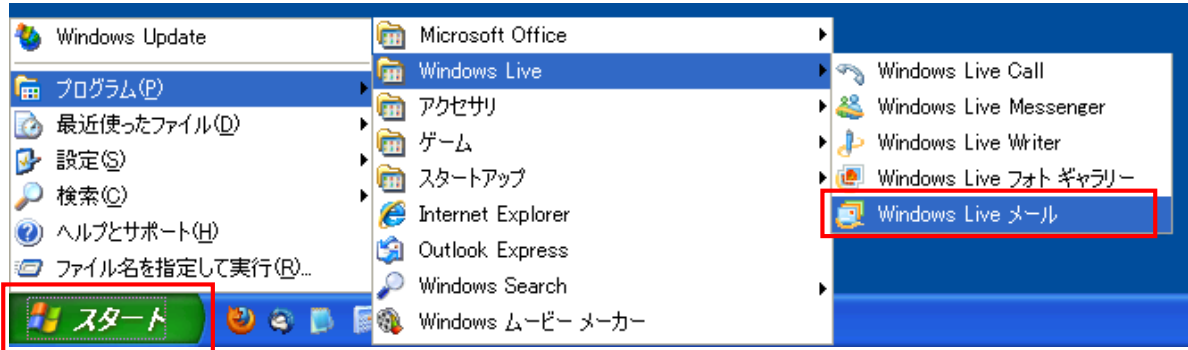 Windows Update
プログラム(P)
最近使ったファイル(D)
設定(S)
検索(C)
ヘルプとサポート(H)
ファイル名を指定して実行(R)...
スタート
Microsoft Office
Windows Live
アクセサリ
ゲーム
スタートアップ
Internet Explorer
Outlook Express
Windows Search
Windows ムービー メーカー
Windows Live Call
Windows Live Messenger
Windows Live Writer
Windows Live フォト ギャラリー
Windows Live メール